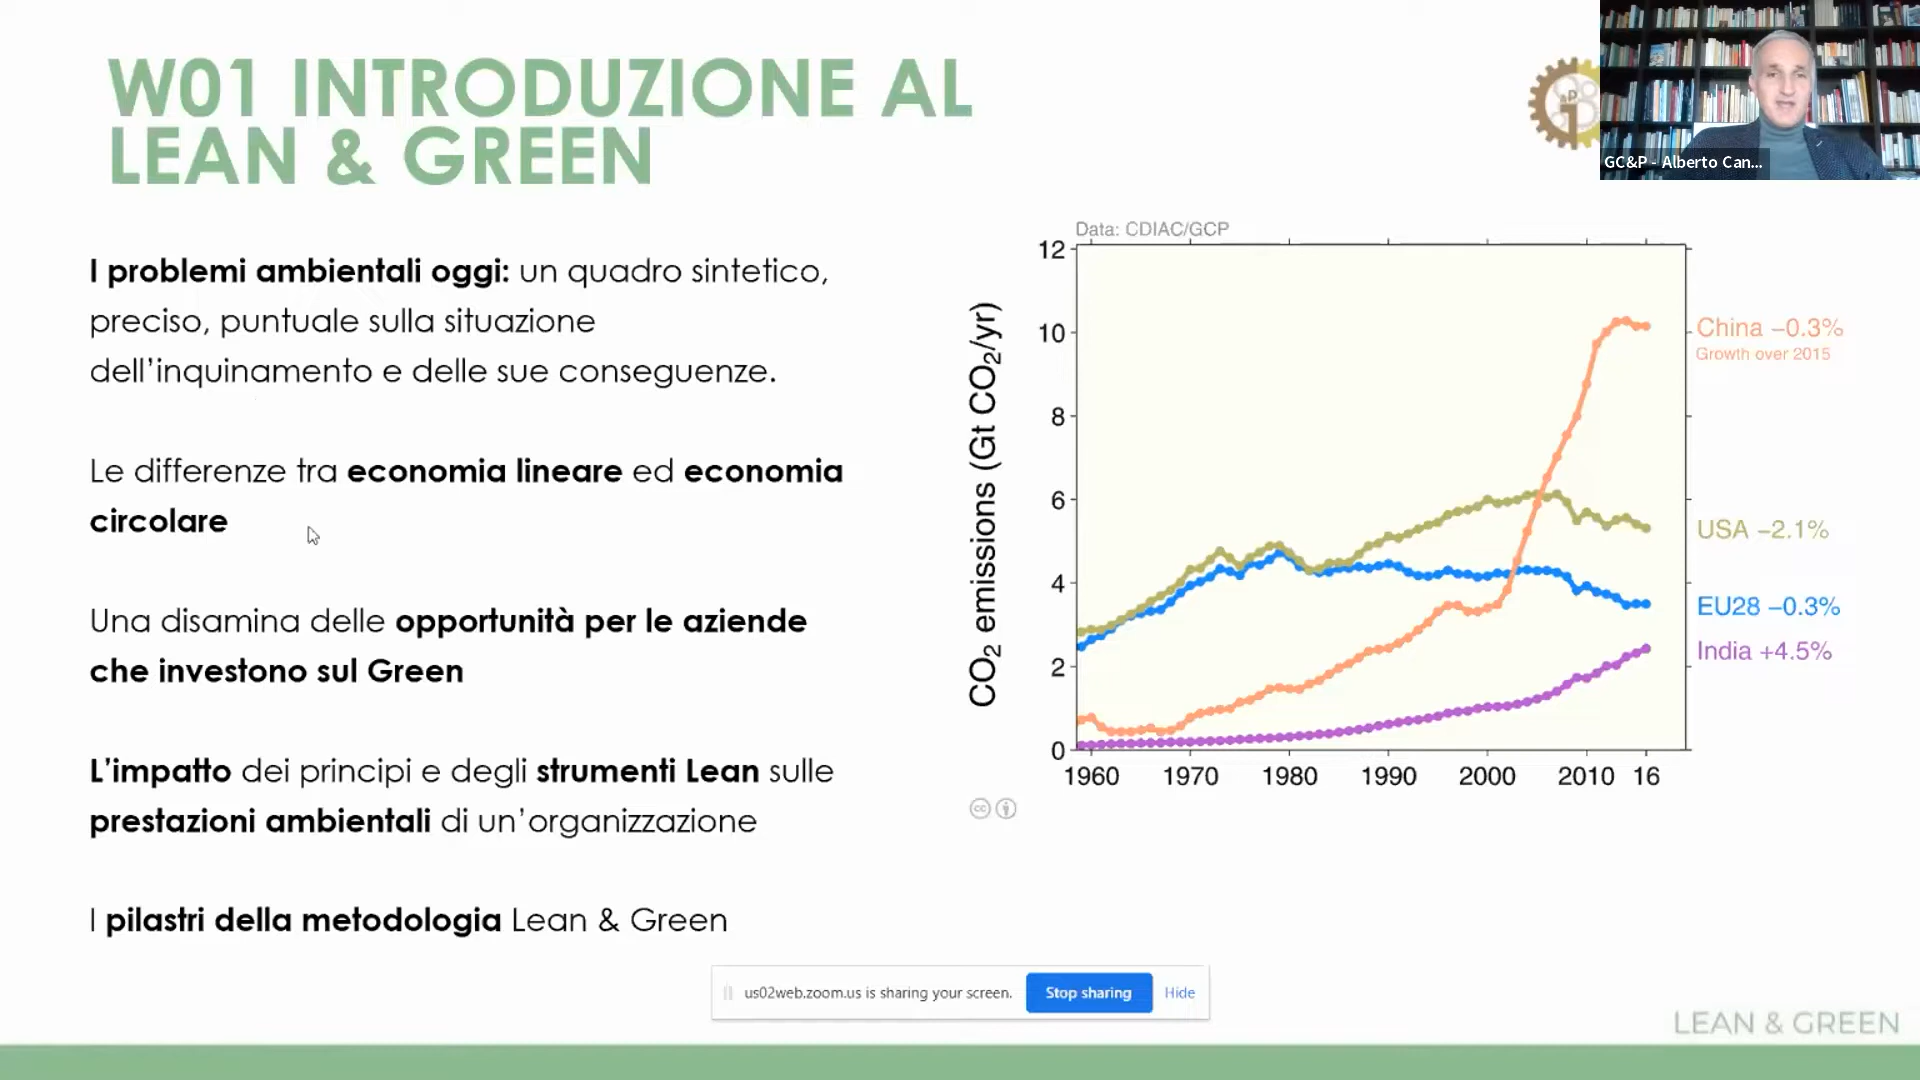 W01 INTRODUZIONE AL
LEAN & GREEN
GC&P - Alberto Can...
I problemi ambientali oggi: un quadro sintetico,
preciso, puntuale sulla situazione
dell’inquinamento e delle sue conseguenze.
Le differenze tra economia lineare ed economia
circolare
Una disamina delle opportunità per le aziende
che investono sul Green
L’impatto dei principi e degli strumenti Lean sulle
prestazioni ambientali di un’organizzazione
I pilastri della metodologia Lean & Green
Data: CDIAC/GCP
CO₂ emissions (Gt CO₂/yr)
12
10
8
6
4
2
0
1960 1970 1980 1990 2000 2010 16
China −0.3%
Growth over 2015
USA −2.1%
EU28 −0.3%
India +4.5%
cc
us02web.zoom.us is sharing your screen. Stop sharing Hide
LEAN & GREEN